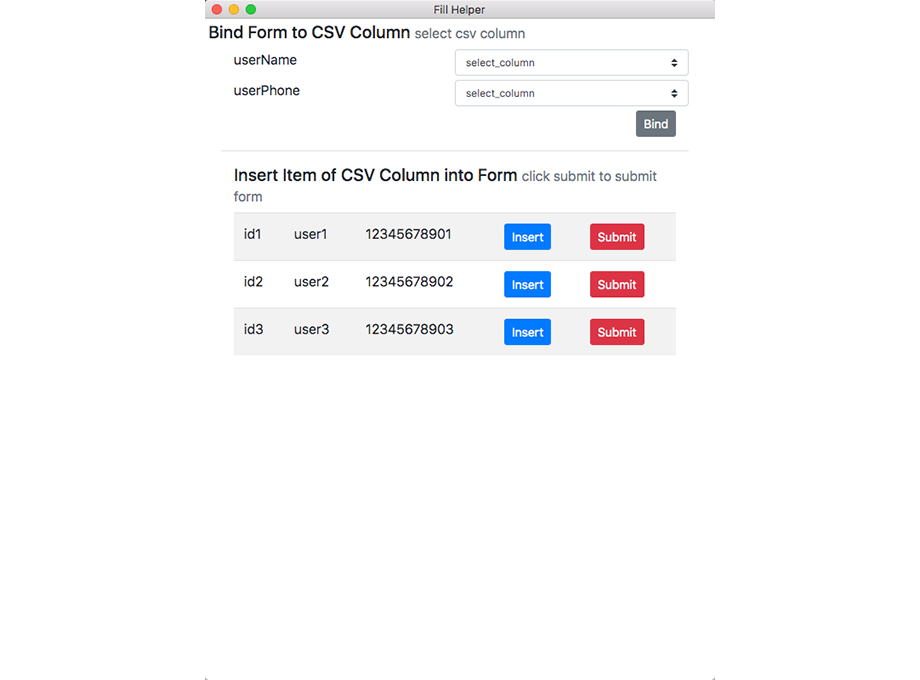 Fill Helper
Bind Form to CSV Column select csv column
userName select_column
userPhone select_column
Bind
Insert Item of CSV Column into Form click submit to submit
form
id1 user1 12345678901 Insert Submit
id2 user2 12345678902 Insert Submit
id3 user3 12345678903 Insert Submit